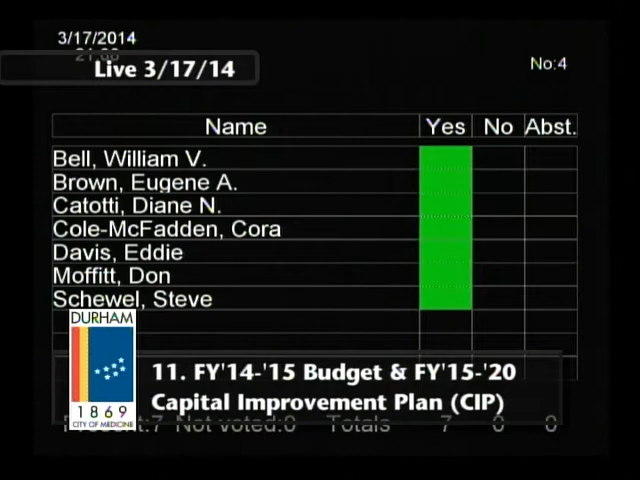 3/17/2014
Live 3/17/14
No:4
Name Yes No Abst.
Bell, William V.
Brown, Eugene A.
Catotti, Diane N.
Cole-McFadden, Cora
Davis, Eddie
Moffitt, Don
Schewel, Steve
DURHAM
1869
CITY OF MEDICINE
11. FY'14-'15 Budget & FY'15-'20
Capital Improvement Plan (CIP)
Present:7 Not voted:0 Totals 7 0 0